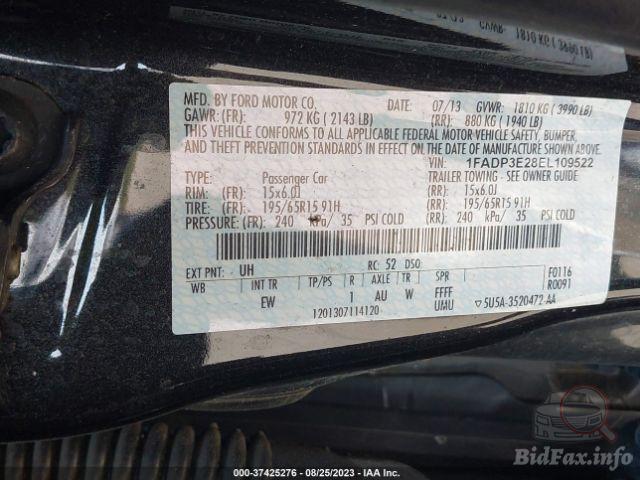 07/13 GVWR: 1810 KG ( 3990 LB)
MFD. BY FORD MOTOR CO. DATE: 07/13 GVWR: 1810 KG ( 3990 LB)
GAWR: (FR): 972 KG ( 2143 LB) (RR): 880 KG ( 1940 LB)
THIS VEHICLE CONFORMS TO ALL APPLICABLE FEDERAL MOTOR VEHICLE SAFETY, BUMPER,
AND THEFT PREVENTION STANDARDS IN EFFECT ON THE DATE OF MANUFACTURE SHOWN ABOVE.
VIN: 1FADP3E28EL109522
TYPE: Passenger Car TRAILER TOWING - SEE OWNER GUIDE
RIM: (FR): 15x6.0J (RR): 15x6.0J
TIRE: (FR): 195/65R15 91H (RR): 195/65R15 91H
PRESSURE: (FR): 240 kPa/ 35 PSI COLD (RR): 240 kPa/ 35 PSI COLD
EXT PNT: UH RC: 52 DSO: F0116
WB INT TR TP/PS R AXLE TR SPR R0091
EW 1 AU W FFFF
1201307114120 UMU ▽5U5A-3520472-AA
BidFax.info
000-37425276 - 08/25/2023 - IAA Inc.